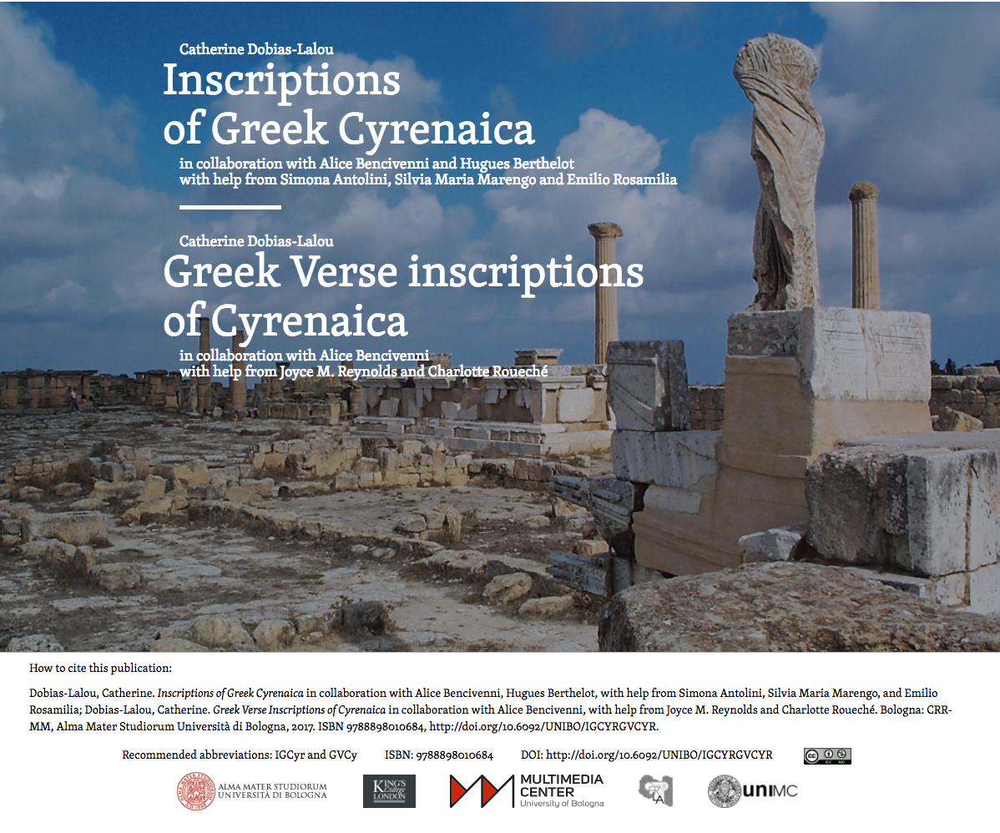 Catherine Dobias-Lalou
Inscriptions
of Greek Cyrenaica
in collaboration with Alice Bencivenni and Hugues Berthelot
with help from Simona Antolini, Silvia Maria Marengo and Emilio Rosamilia
Catherine Dobias-Lalou
Greek Verse inscriptions
of Cyrenaica
in collaboration with Alice Bencivenni
with help from Joyce M. Reynolds and Charlotte Roueché
How to cite this publication:
Dobias-Lalou, Catherine. Inscriptions of Greek Cyrenaica in collaboration with Alice Bencivenni, Hugues Berthelot, with help from Simona Antolini, Silvia Maria Marengo, and Emilio
Rosamilia; Dobias-Lalou, Catherine. Greek Verse Inscriptions of Cyrenaica in collaboration with Alice Bencivenni, with help from Joyce M. Reynolds and Charlotte Roueché. Bologna: CRR-
MM, Alma Mater Studiorum Università di Bologna, 2017. ISBN 9788898010684, http://doi.org/10.6092/UNIBO/IGCYRGVCYR.
Recommended abbreviations: IGCyr and GVCy ISBN: 9788898010684 DOI: http://doi.org/10.6092/UNIBO/IGCYRGVCYR
cc BY NC
ALMA MATER STUDIORUM
UNIVERSITÀ DI BOLOGNA
KING'S
College
LONDON
MULTIMEDIA
CENTER
University of Bologna
UNIMC